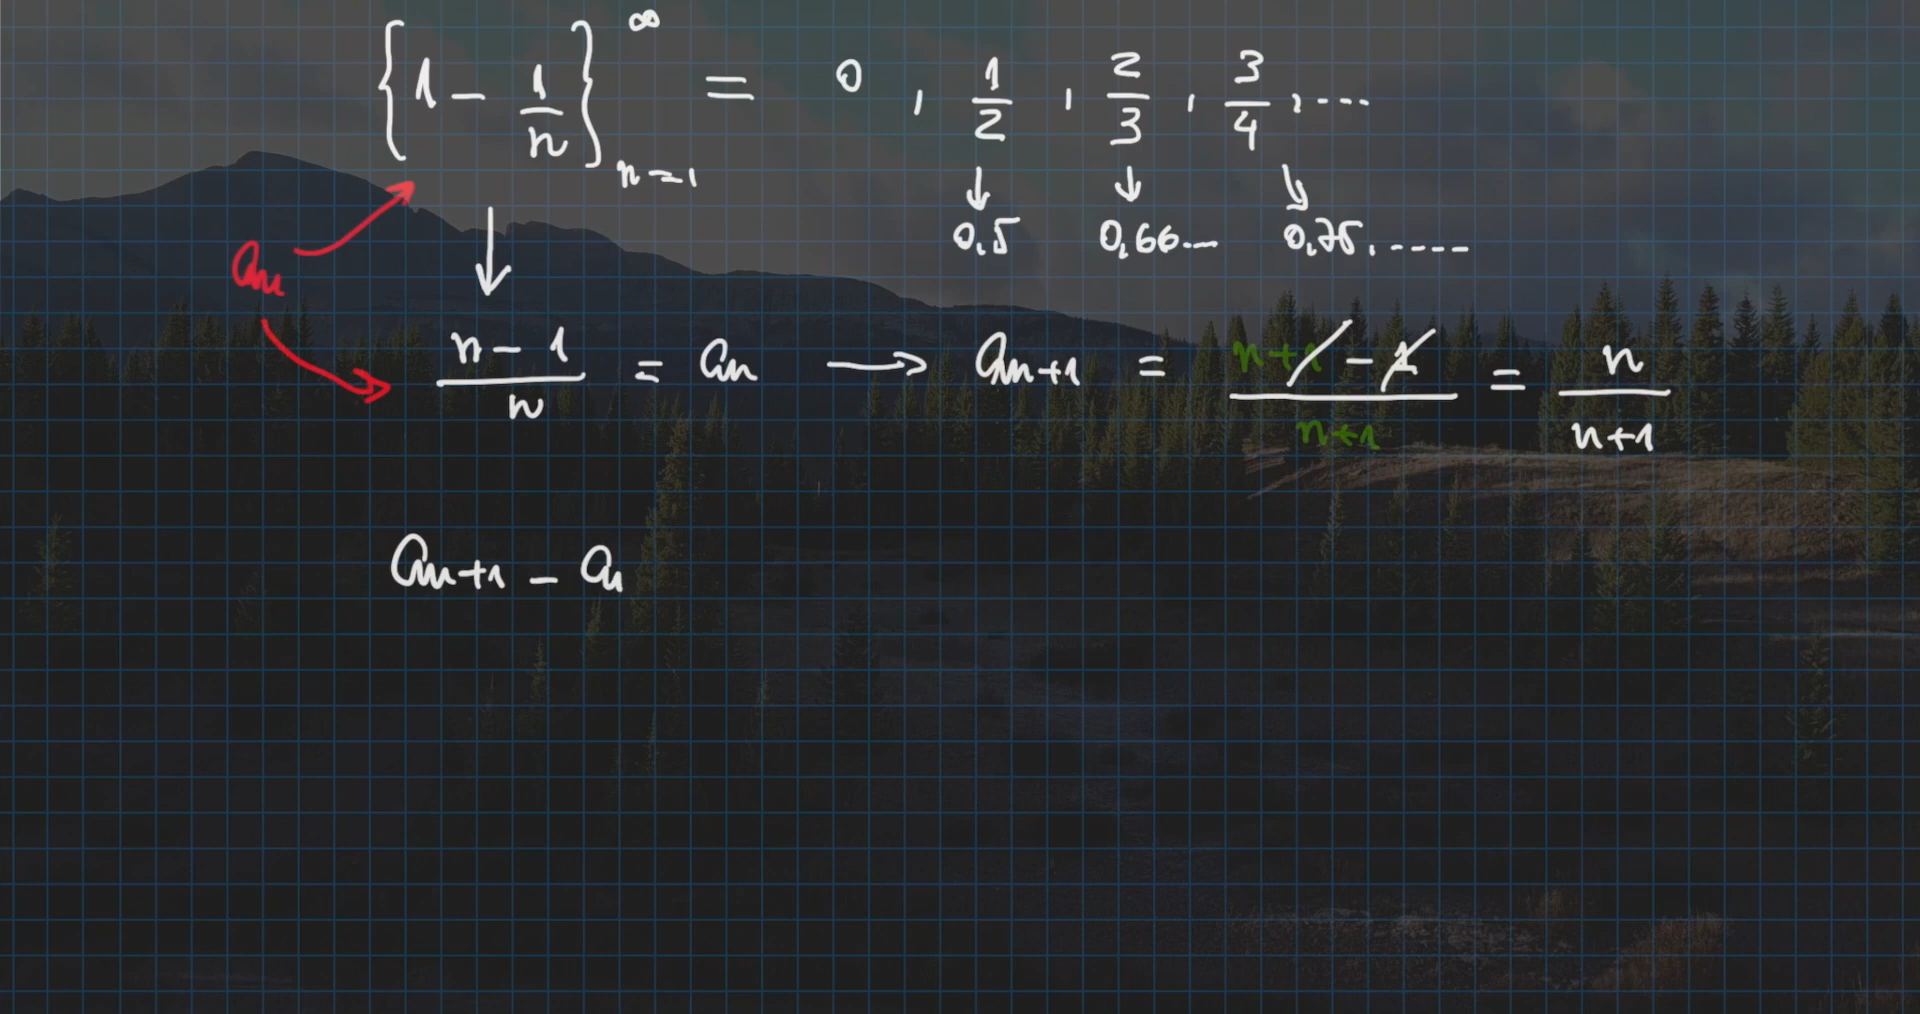 {1 - 1/n}_{n=1}^{∞} = 0 , 1/2 , 2/3 , 3/4 , ....
↓ 0,5 ↓ 0,66... ↘ 0,75, .....
aₙ
(n-1)/n = aₙ → aₙ₊₁ = (n+1-1)/(n+1) = n/(n+1)
aₙ₊₁ - aₙ